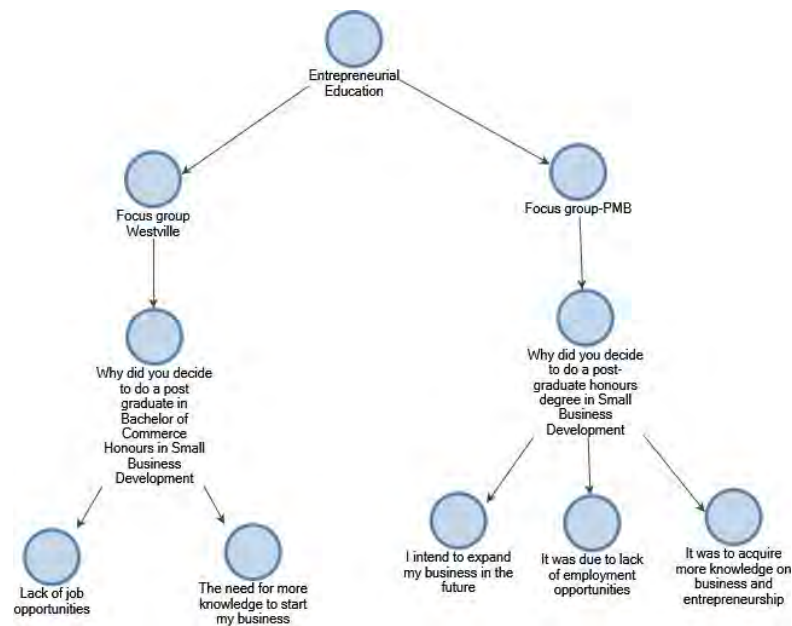 Entrepreneurial
Education
Focus group
Westville
Focus group-PMB
Why did you decide
to do a post
graduate in
Bachelor of
Commerce
Honours in Small
Business
Development
Why did you decide
to do a post-
graduate honours
degree in Small
Business
Development
Lack of job
opportunities
The need for more
knowledge to start
my business
I intend to expand
my business in the
future
It was due to lack
of employment
opportunities
It was to acquire
more knowledge on
business and
entrepreneurship